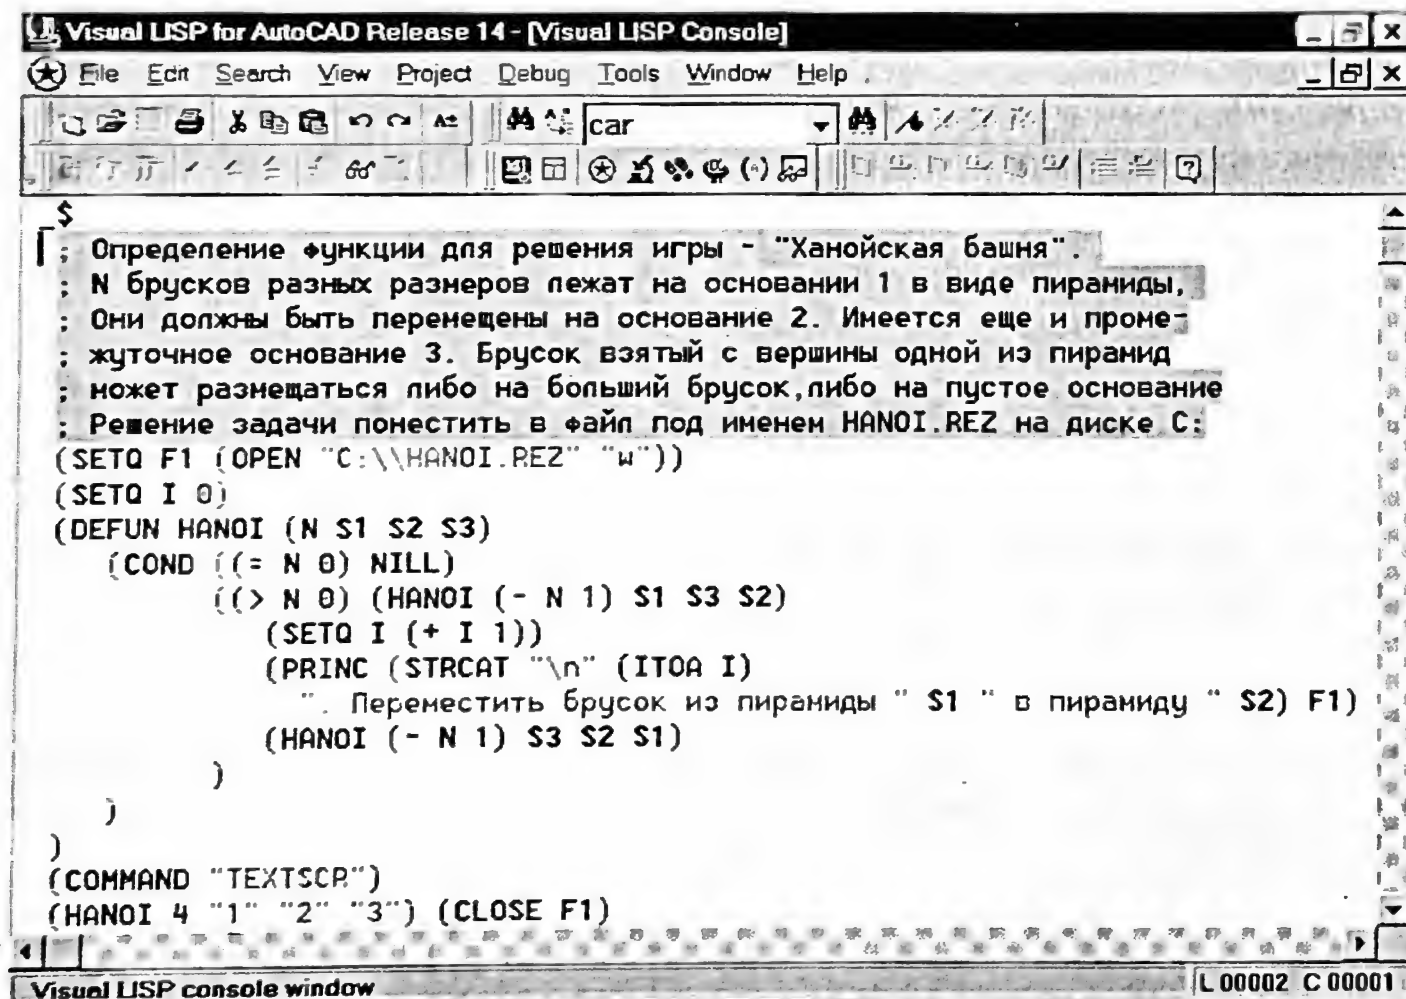 Visual LISP for AutoCAD Release 14 - [Visual LISP Console]
File Edit Search View Project Debug Tools Window Help
car
_$
; Определение функции для решения игры - "Ханойская башня".
; N брусков разных размеров лежат на основании 1 в виде пирамиды,
; Они должны быть перемещены на основание 2. Имеется еще и проме-
; жуточное основание 3. Брусок взятый с вершины одной из пирамид
; может размещаться либо на больший брусок,либо на пустое основание
; Решение задачи поместить в файл под именем HANOI.REZ на диске C:
(SETQ F1 (OPEN "C:\\HANOI.REZ" "w"))
(SETQ I 0)
(DEFUN HANOI (N S1 S2 S3)
(COND ((= N 0) NILL)
((> N 0) (HANOI (- N 1) S1 S3 S2)
(SETQ I (+ I 1))
(PRINC (STRCAT "\n" (ITOA I)
". Переместить брусок из пирамиды " S1 " в пирамиду " S2) F1)
(HANOI (- N 1) S3 S2 S1)
)
)
)
(COMMAND "TEXTSCR")
(HANOI 4 "1" "2" "3") (CLOSE F1)
Visual LISP console window L 00002 C 00001